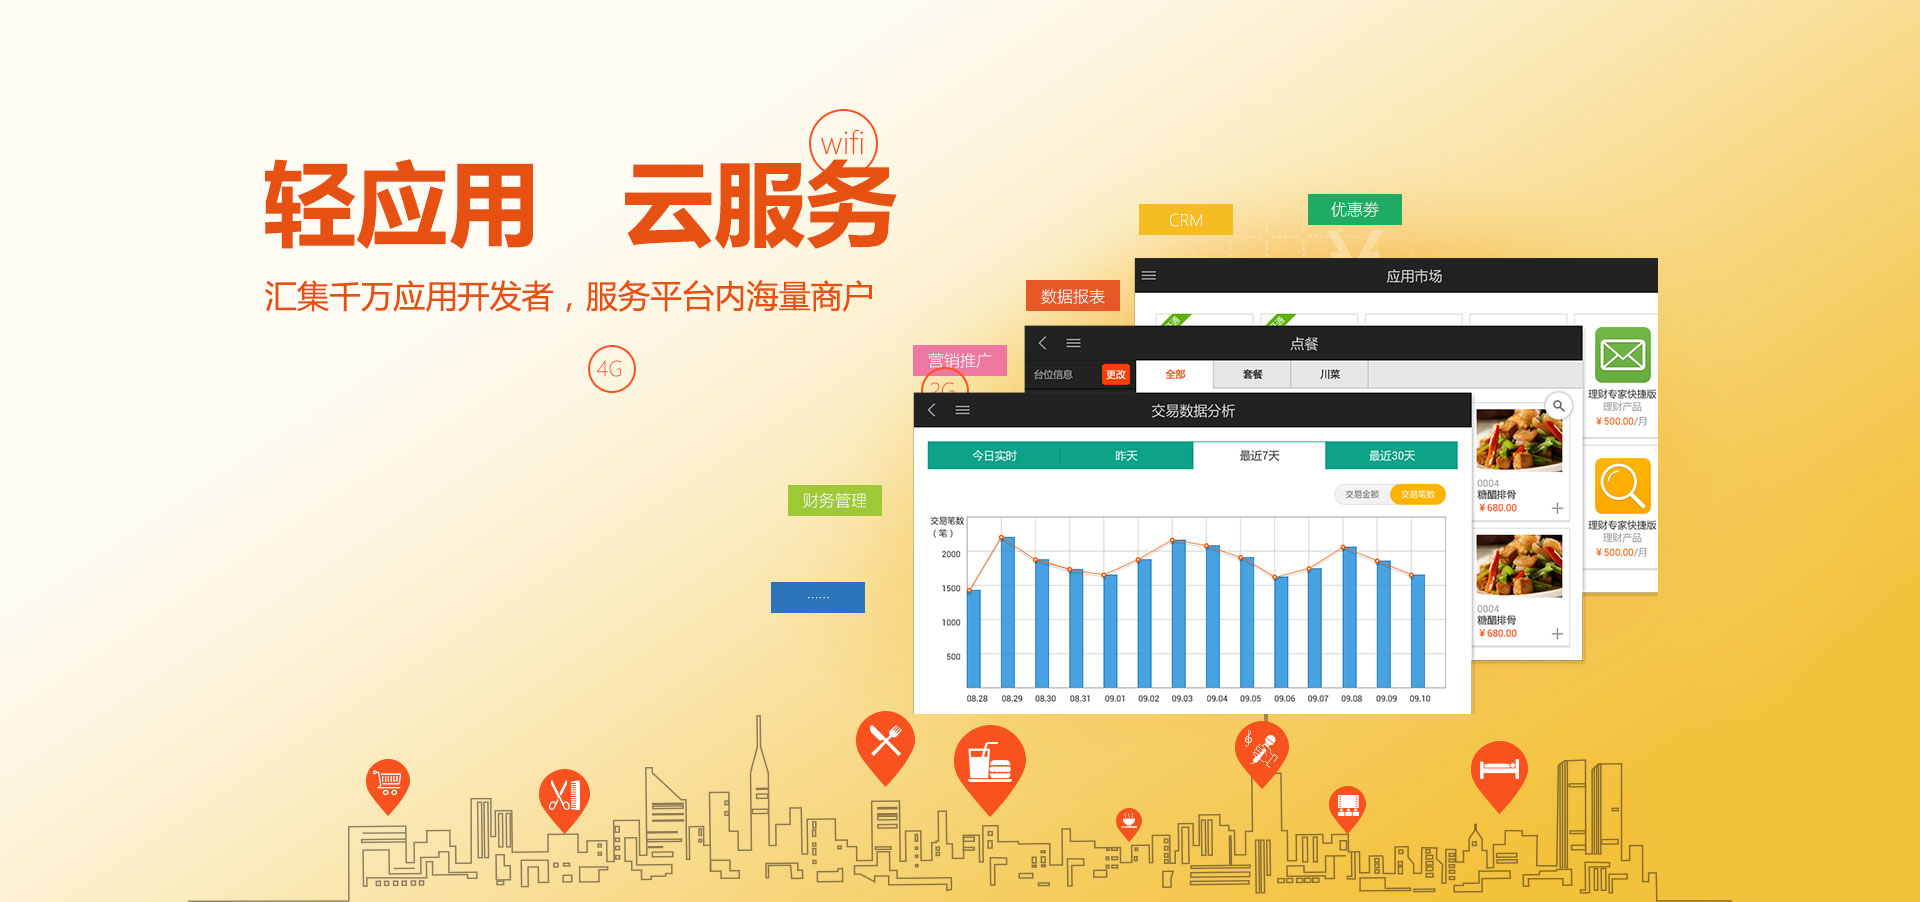 wifi
轻应用 云服务
汇集千万应用开发者，服务平台内海量商户
4G
CRM
优惠券
数据报表
营销推广
2G
财务管理
......
应用市场
理财专家快捷版
理财产品
￥500.00/月
理财专家快捷版
理财产品
￥500.00/月
点餐
台位信息
更改
全部 套餐 川菜
0004
糖醋排骨
￥680.00
0004
糖醋排骨
￥680.00
交易数据分析
今日实时 昨天 最近7天 最近30天
交易金额 交易笔数
交易笔数
（笔）
2000
1500
1000
500
08.28 08.29 08.30 08.31 09.01 09.02 09.03 09.04 09.05 09.06 09.07 09.08 09.09 09.10